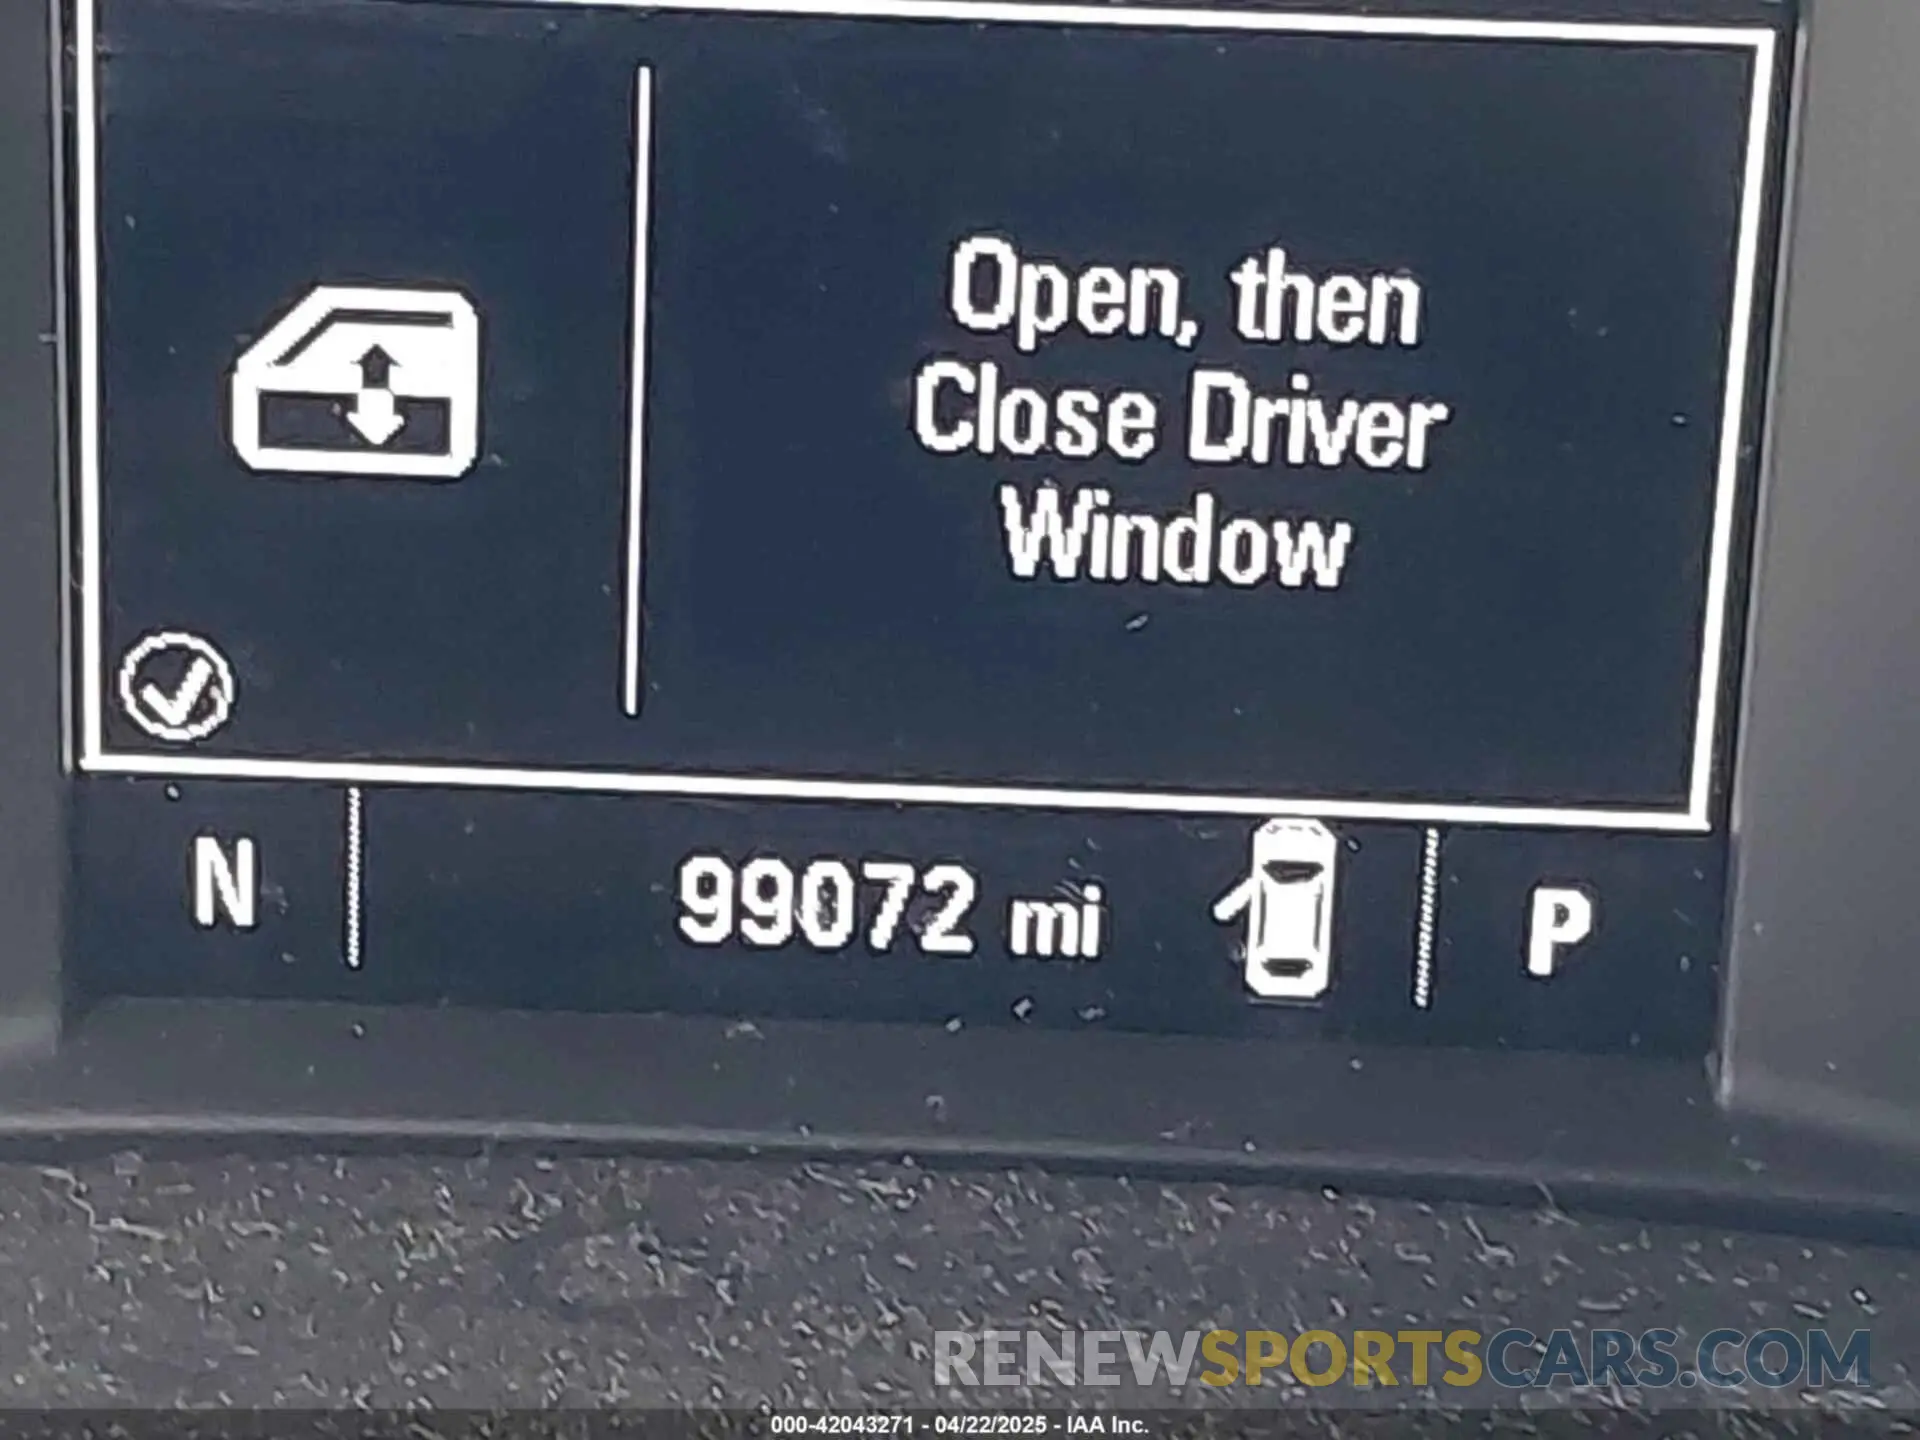 Open, then
Close Driver
Window
N
99072 mi
P
RENEWSPORTSCARS.COM
000-42043271 - 04/22/2025 - IAA Inc.